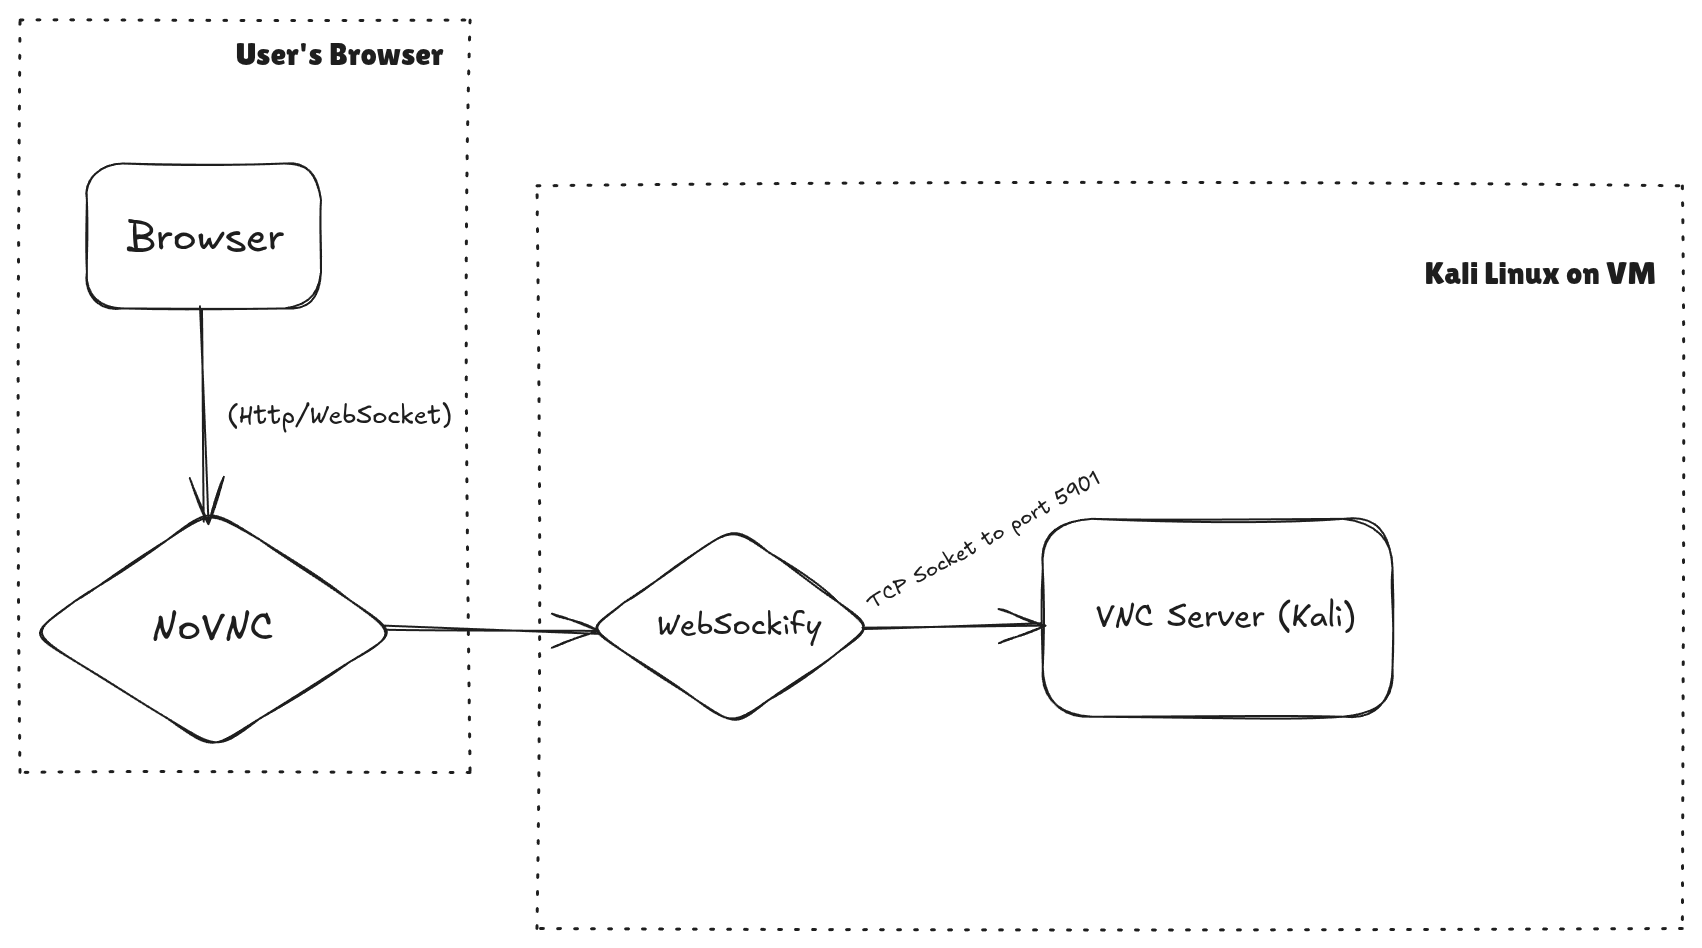 User's Browser
Browser
(Http/WebSocket)
NoVNC
Kali Linux on VM
WebSockify
TCP Socket to port 5901
VNC Server (Kali)